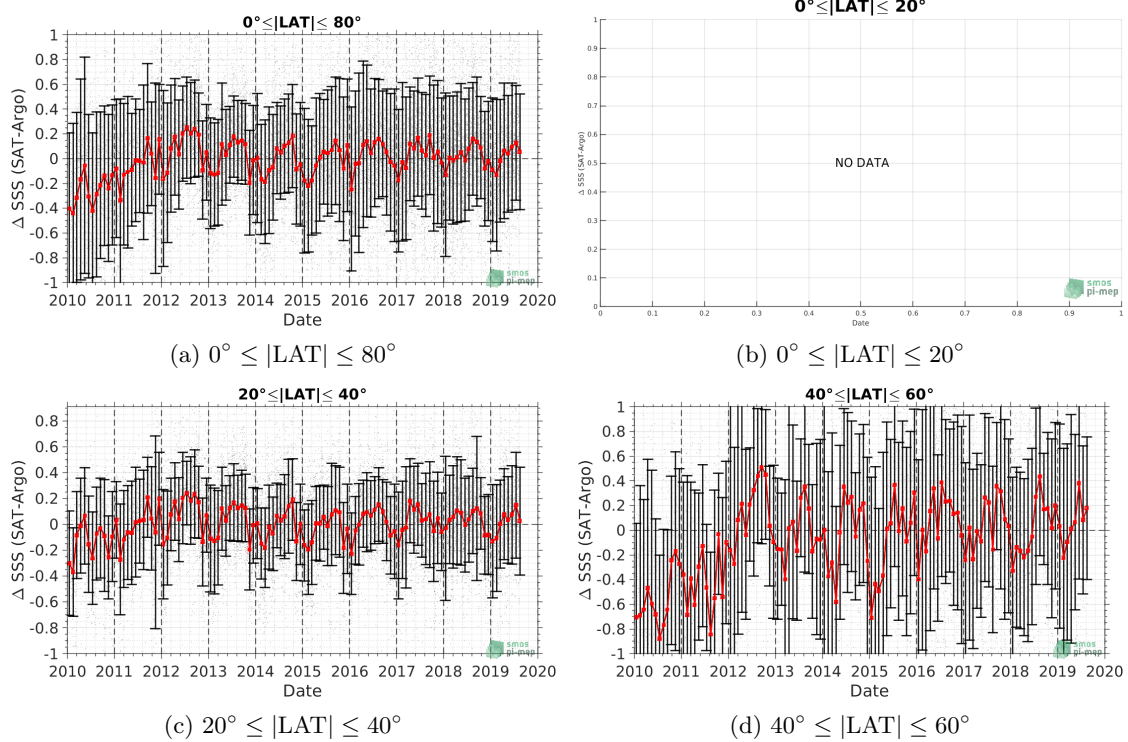 0°≤|LAT|≤ 80°
1
0.8
0.6
0.4
0.2
0
-0.2
-0.4
-0.6
-0.8
-1
Δ SSS (SAT-Argo)
2010 2011 2012 2013 2014 2015 2016 2017 2018 2019 2020
Date
smos
pi-mep
(a) 0° ≤ |LAT| ≤ 80°
0°≤|LAT|≤ 20°
1
0.9
0.8
0.7
0.6
0.5
0.4
0.3
0.2
0.1
0
Δ SSS (SAT-Argo)
NO DATA
0 0.1 0.2 0.3 0.4 0.5 0.6 0.7 0.8 0.9 1
Date
smos
pi-mep
(b) 0° ≤ |LAT| ≤ 20°
20°≤|LAT|≤ 40°
0.8
0.6
0.4
0.2
0
-0.2
-0.4
-0.6
-0.8
-1
Δ SSS (SAT-Argo)
2010 2011 2012 2013 2014 2015 2016 2017 2018 2019 2020
Date
smos
pi-mep
(c) 20° ≤ |LAT| ≤ 40°
40°≤|LAT|≤ 60°
1
0.8
0.6
0.4
0.2
0
-0.2
-0.4
-0.6
-0.8
-1
Δ SSS (SAT-Argo)
2010 2011 2012 2013 2014 2015 2016 2017 2018 2019 2020
Date
smos
pi-mep
(d) 40° ≤ |LAT| ≤ 60°